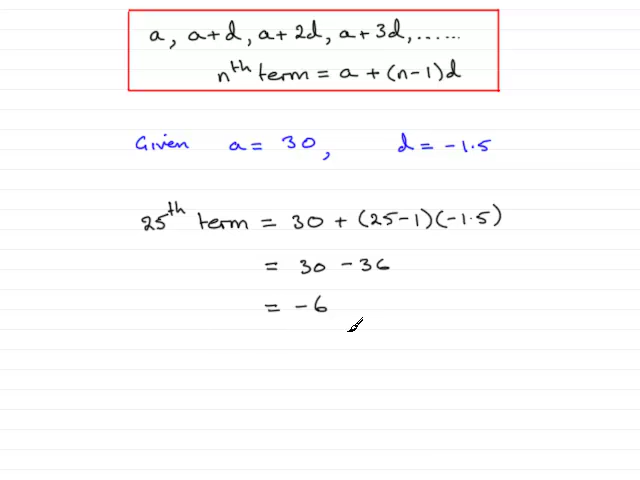 a, a+d, a+2d, a+3d, ......
nth term = a + (n-1)d
Given a = 30, d = -1.5
25th term = 30 + (25-1)(-1.5)
= 30 - 36
= -6